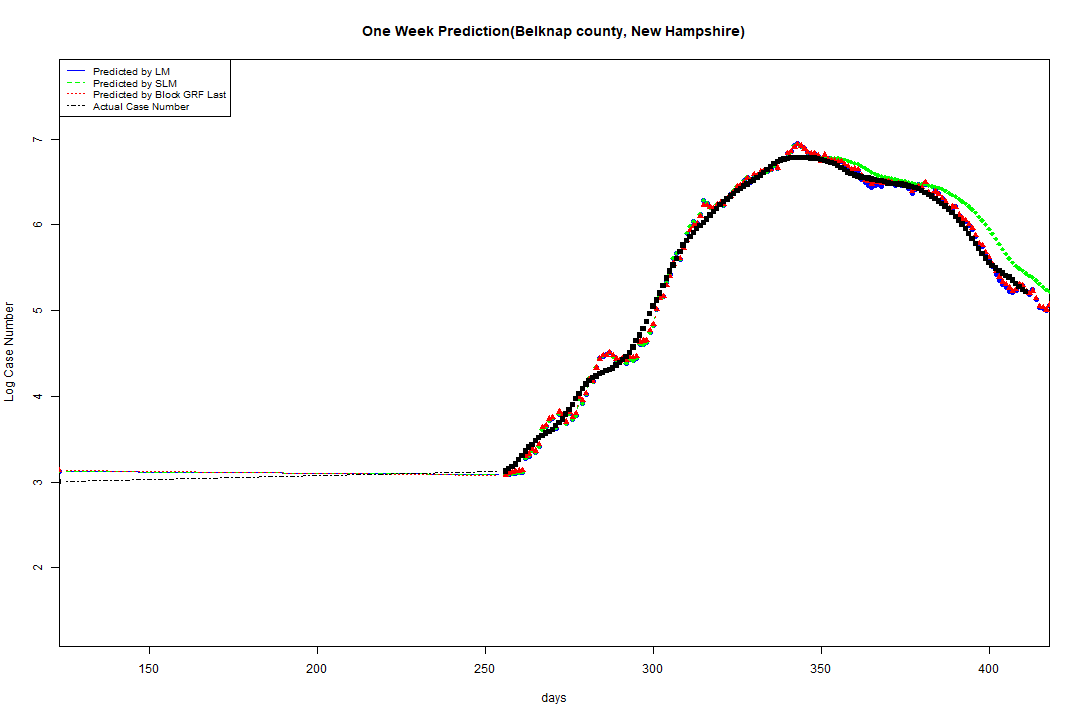 One Week Prediction(Belknap county, New Hampshire)
Predicted by LM
Predicted by SLM
Predicted by Block GRF Last
Actual Case Number
7
6
5
4
3
2
Log Case Number
150 200 250 300 350 400
days